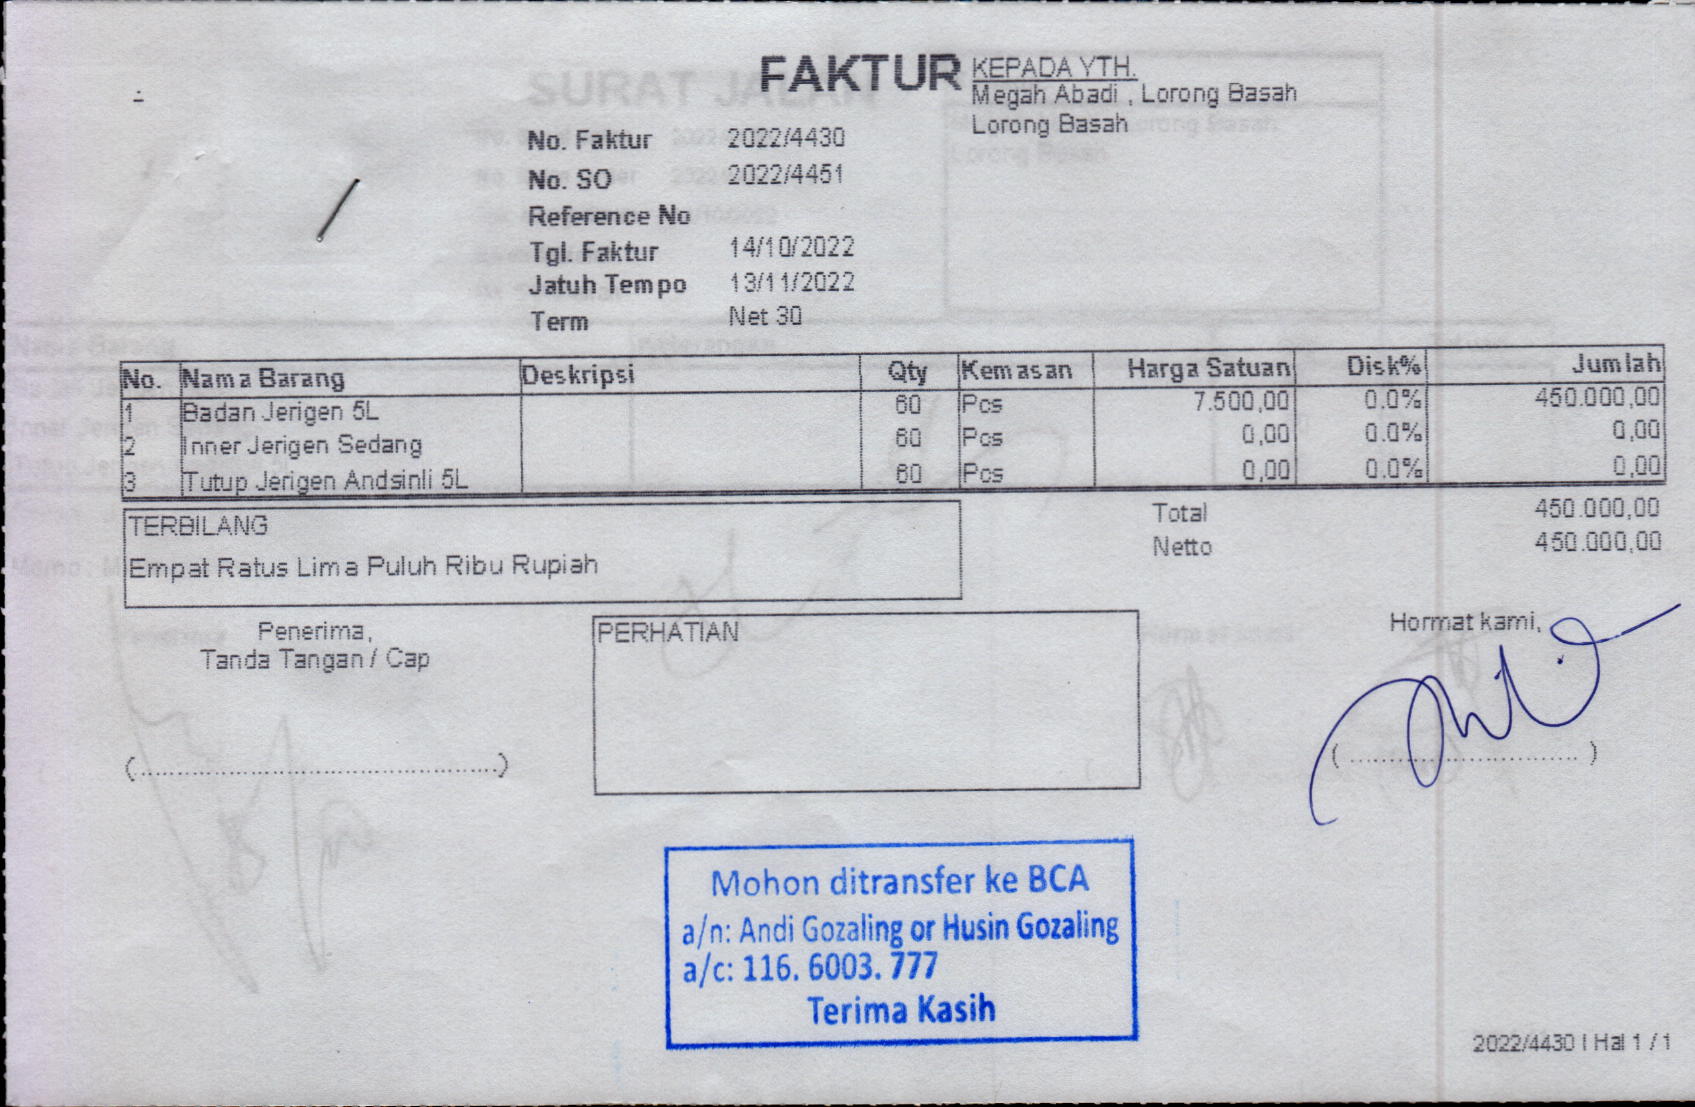 FAKTUR
KEPADA YTH.
Megah Abadi , Lorong Basah
Lorong Basah
No. Faktur 2022/4430
No. SO 2022/4451
Reference No
Tgl. Faktur 14/10/2022
Jatuh Tempo 13/11/2022
Term Net 30
No. Nama Barang Deskripsi Qty Kemasan Harga Satuan Disk% Jumlah
1 Badan Jerigen 5L 60 Pcs 7.500,00 0.0% 450.000,00
2 Inner Jerigen Sedang 60 Pcs 0,00 0.0% 0,00
3 Tutup Jerigen Andsinli 5L 60 Pcs 0,00 0.0% 0,00
TERBILANG
Empat Ratus Lima Puluh Ribu Rupiah
Total 450.000,00
Netto 450.000,00
Penerima,
Tanda Tangan / Cap
(..............................................)
PERHATIAN
Hormat kami,
( .............................. )
Mohon ditransfer ke BCA
a/n: Andi Gozaling or Husin Gozaling
a/c: 116. 6003. 777
Terima Kasih
2022/4430 | Hal 1 / 1
SURAT JALAN